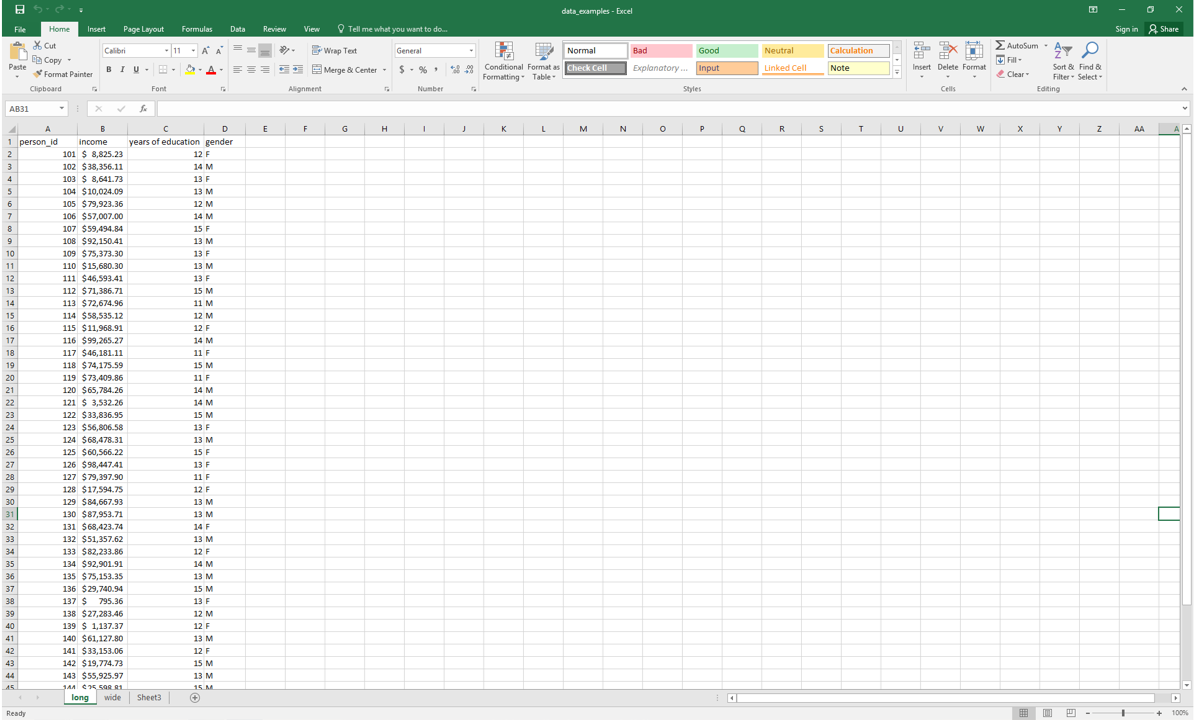 data_examples - Excel
File Home Insert Page Layout Formulas Data Review View Tell me what you want to do... Sign in Share
Paste Cut Copy Format Painter
Calibri 11
B I U A
Wrap Text
Merge & Center
General
$ % ,
Conditional Formatting Format as Table
Normal Bad Good Neutral Calculation
Check Cell Explanatory ... Input Linked Cell Note
Insert Delete Format
AutoSum Fill Clear
Sort & Filter Find & Select
Clipboard Font Alignment Number Styles Cells Editing
AB31 fx
A B C D E F G H I J K L M N O P Q R S T U V W X Y Z AA A
1 person_id income years of education gender
2 101 $ 8,825.23 12 F
3 102 $38,356.11 14 M
4 103 $ 8,641.73 13 F
5 104 $10,024.09 13 M
6 105 $79,923.36 12 M
7 106 $57,007.00 14 M
8 107 $59,494.84 15 F
9 108 $92,150.41 13 M
10 109 $75,373.30 13 F
11 110 $15,680.30 13 M
12 111 $46,593.41 13 F
13 112 $71,386.71 15 M
14 113 $72,674.96 11 M
15 114 $58,535.12 12 M
16 115 $11,968.91 12 F
17 116 $99,265.27 14 M
18 117 $46,181.11 11 F
19 118 $74,175.59 15 M
20 119 $73,409.86 11 F
21 120 $65,784.26 14 M
22 121 $ 3,532.26 14 M
23 122 $33,836.95 15 M
24 123 $56,806.58 13 F
25 124 $68,478.31 13 M
26 125 $60,566.22 15 F
27 126 $98,447.41 13 F
28 127 $79,397.90 11 F
29 128 $17,594.75 12 F
30 129 $84,667.93 13 M
31 130 $87,953.71 13 M
32 131 $68,423.74 14 F
33 132 $51,357.62 13 M
34 133 $82,233.86 12 F
35 134 $92,901.91 14 M
36 135 $75,153.35 13 M
37 136 $29,740.94 15 M
38 137 $ 795.36 13 F
39 138 $27,283.46 12 M
40 139 $ 1,137.37 12 F
41 140 $61,127.80 13 M
42 141 $33,153.06 12 F
43 142 $19,774.73 15 M
44 143 $55,925.97 13 M
45 144 $25,598.81 15 M
long wide Sheet3
Ready 100%